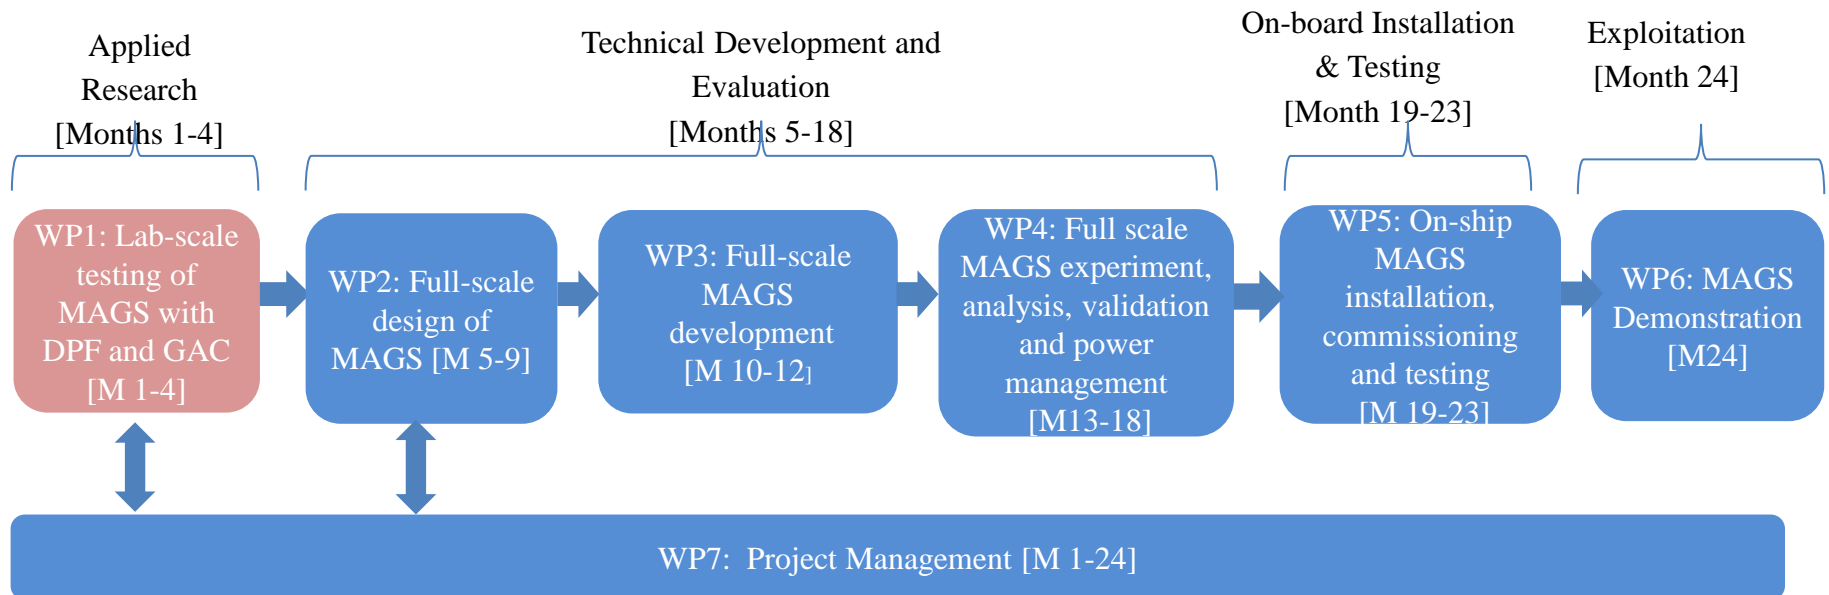 Applied
Research
[Months 1-4]
Technical Development and
Evaluation
[Months 5-18]
On-board Installation
& Testing
[Month 19-23]
Exploitation
[Month 24]
WP1: Lab-scale
testing of
MAGS with
DPF and GAC
[M 1-4]
WP2: Full-scale
design of
MAGS [M 5-9]
WP3: Full-scale
MAGS
development
[M 10-12]
WP4: Full scale
MAGS experiment,
analysis, validation
and power
management
[M13-18]
WP5: On-ship
MAGS
installation,
commissioning
and testing
[M 19-23]
WP6: MAGS
Demonstration
[M24]
WP7:  Project Management [M 1-24]